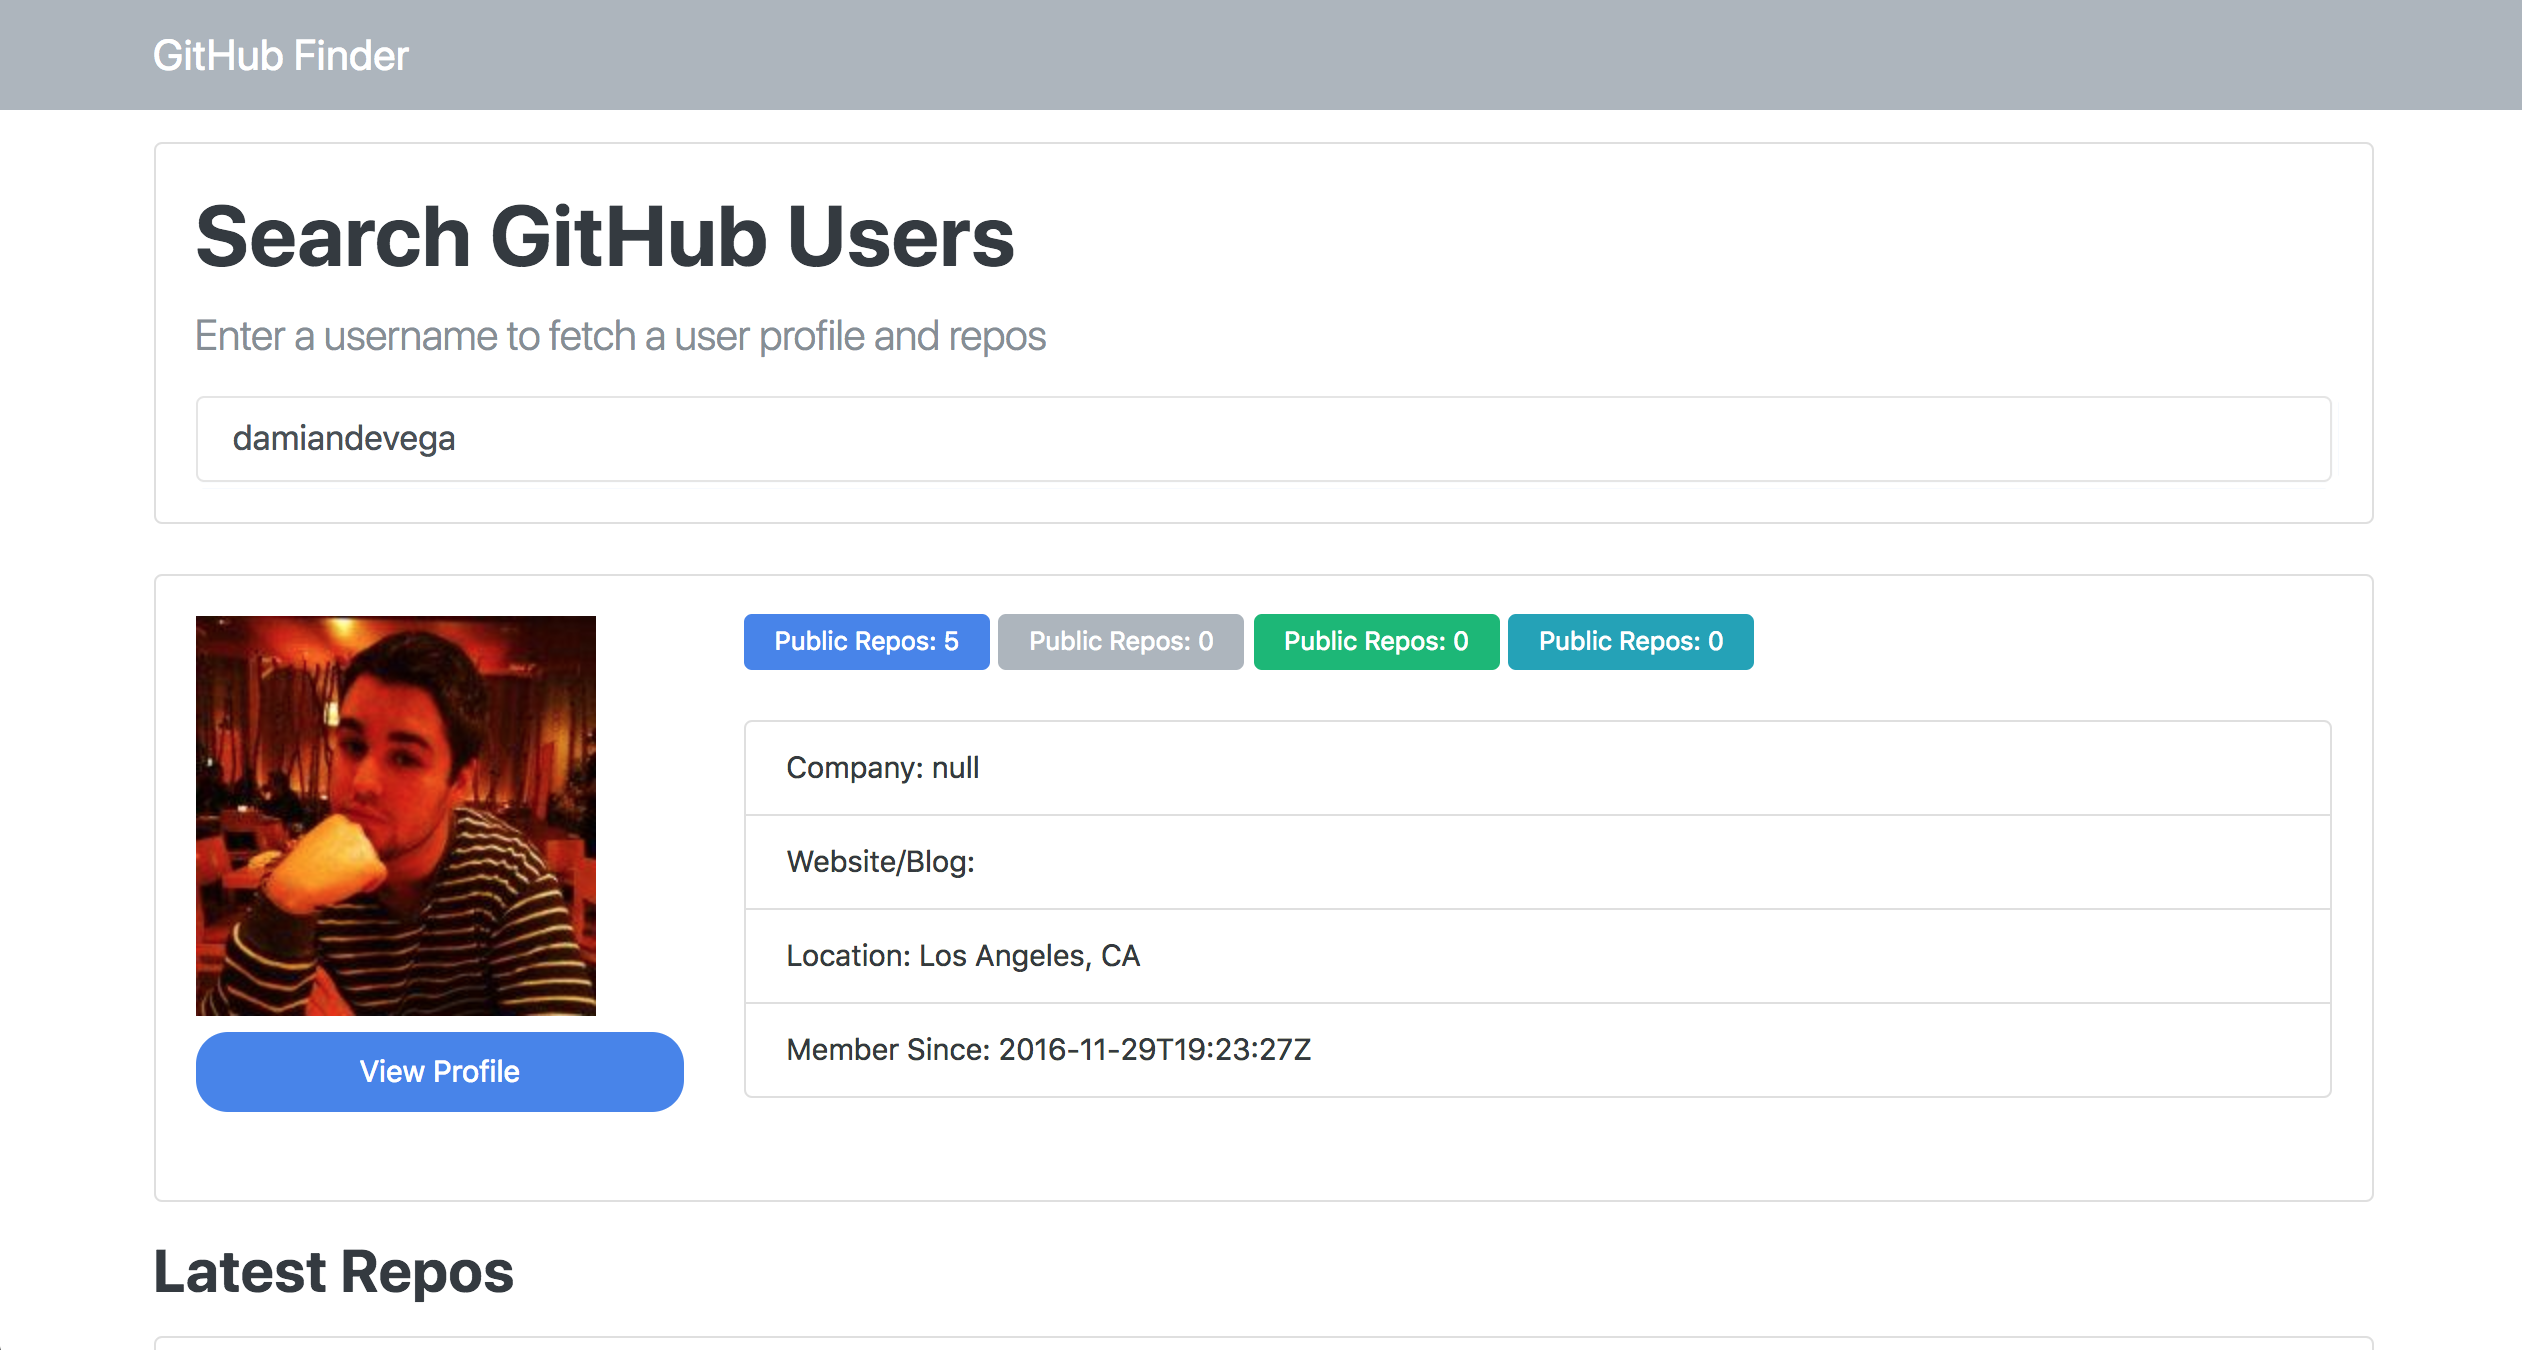 GitHub Finder
Search GitHub Users
Enter a username to fetch a user profile and repos
damiandevega
Public Repos: 5 Public Repos: 0 Public Repos: 0 Public Repos: 0
Company: null
Website/Blog:
Location: Los Angeles, CA
Member Since: 2016-11-29T19:23:27Z
View Profile
Latest Repos